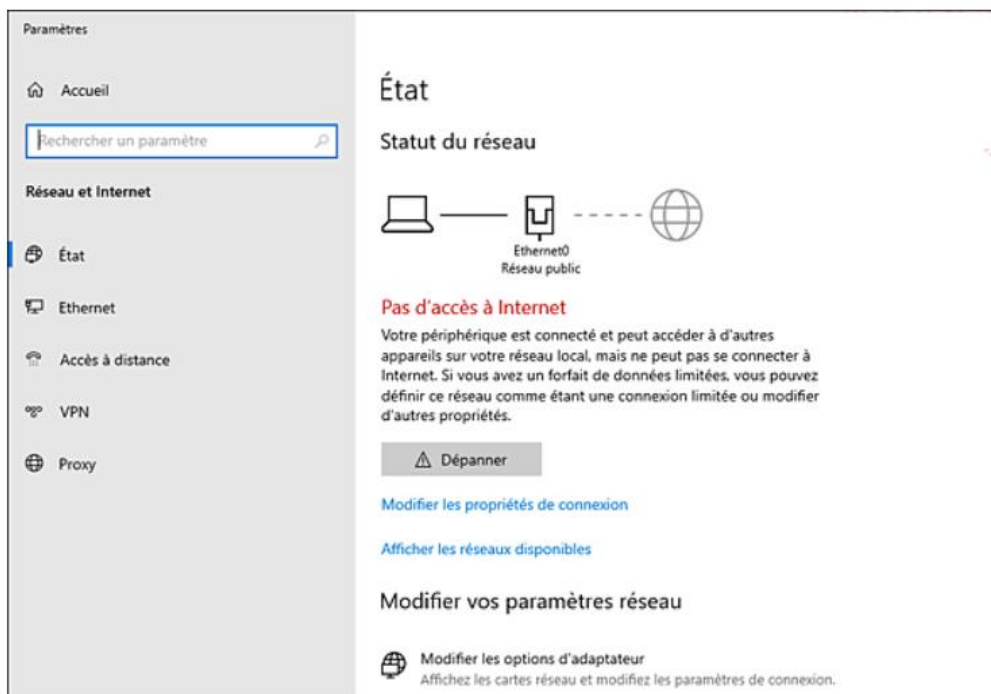 Paramètres
Accueil
Rechercher un paramètre
Réseau et Internet
État
Ethernet
Accès à distance
VPN
Proxy
État
Statut du réseau
Ethernet0
Réseau public
Pas d'accès à Internet
Votre périphérique est connecté et peut accéder à d'autres
appareils sur votre réseau local, mais ne peut pas se connecter à
Internet. Si vous avez un forfait de données limitées, vous pouvez
définir ce réseau comme étant une connexion limitée ou modifier
d'autres propriétés.
Dépanner
Modifier les propriétés de connexion
Afficher les réseaux disponibles
Modifier vos paramètres réseau
Modifier les options d'adaptateur
Affichez les cartes réseau et modifiez les paramètres de connexion.